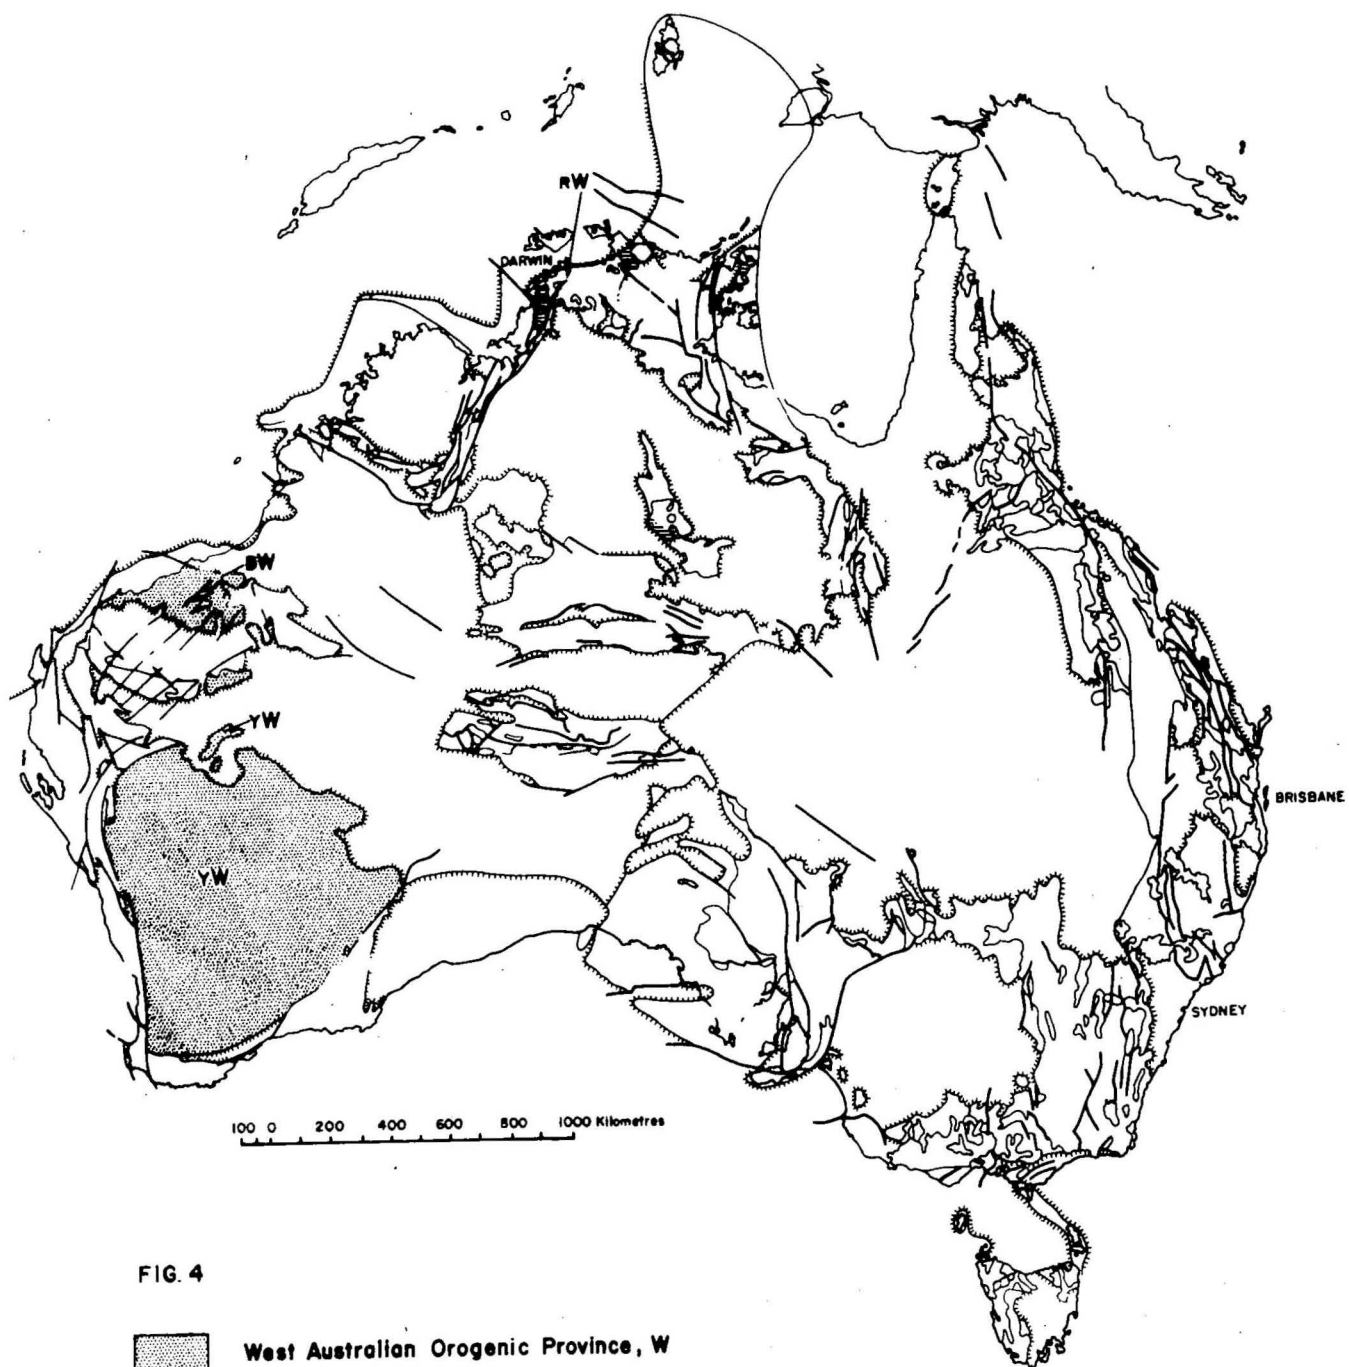 RW
DARWIN
BW
YW
YW
BRISBANE
SYDNEY
100 0 200 400 600 800 1000 Kilometres
FIG. 4
West Australian Orogenic Province, W